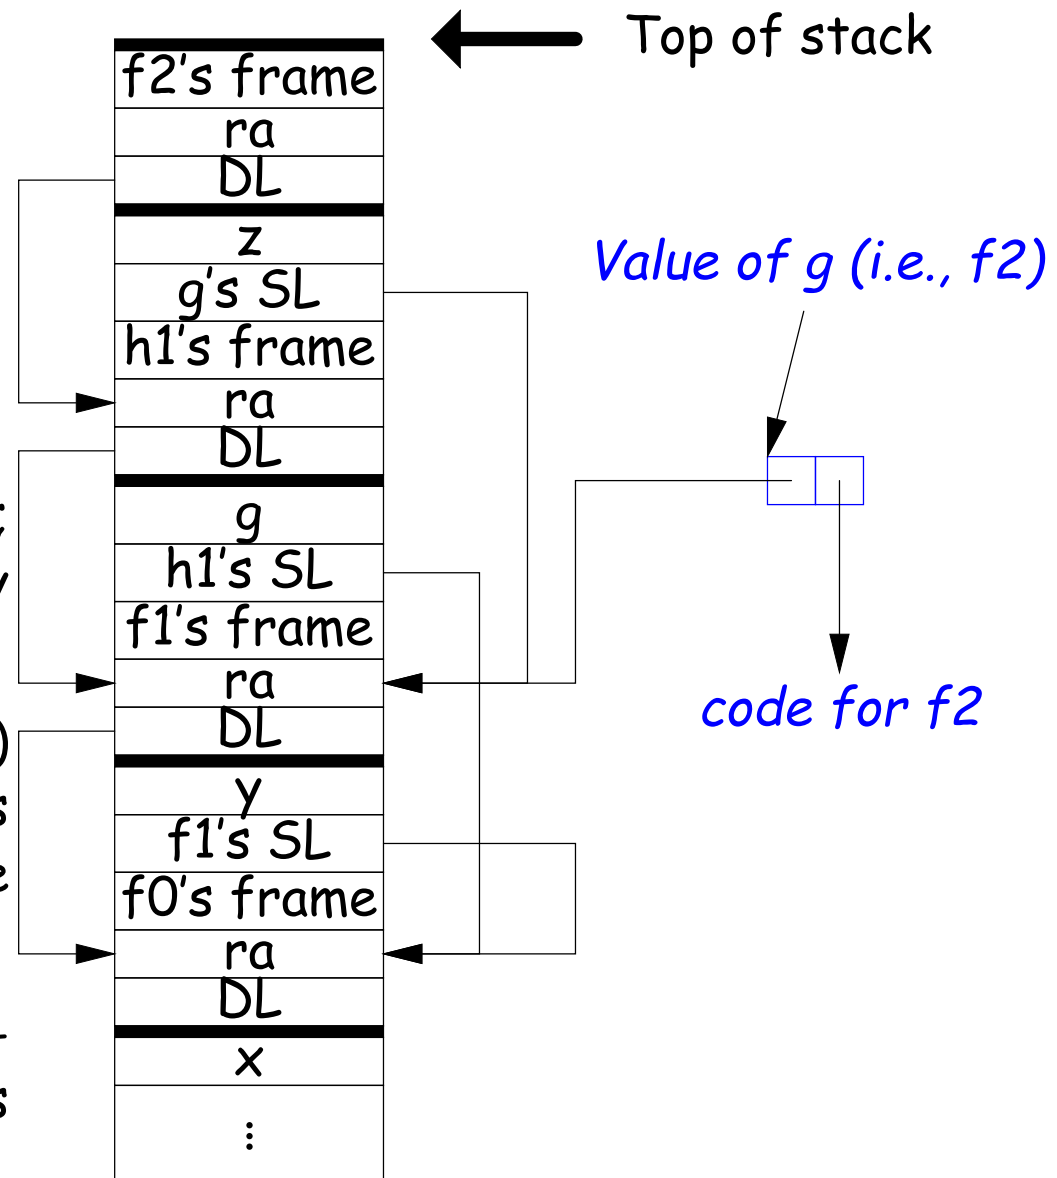 Top of stack
f2's frame
ra
DL
z
g's SL
h1's frame
ra
DL
g
h1's SL
f1's frame
ra
DL
y
f1's SL
f0's frame
ra
DL
x
⋮
Value of g (i.e., f2)
code for f2